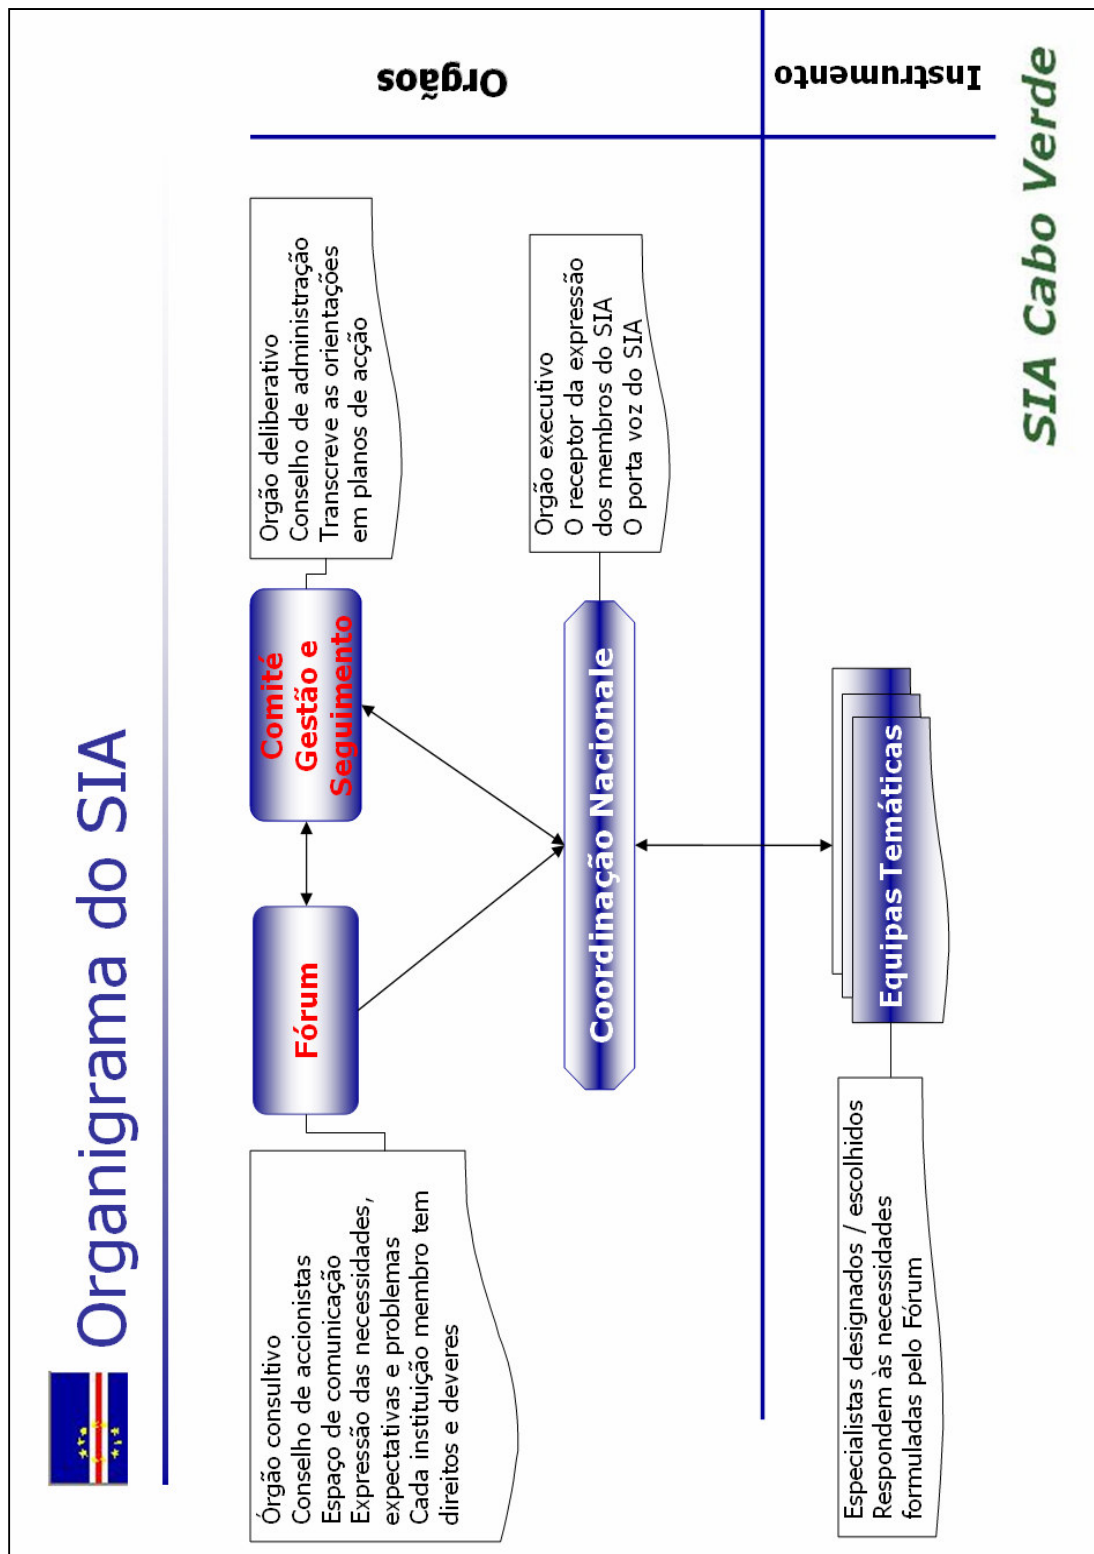 Organigrama do SIA
Órgão consultivo
Conselho de accionistas
Espaço de comunicação
Expressão das necessidades,
expectativas e problemas
Cada instituição membro tem
direitos e deveres
Fórum
Comité
Gestão e
Seguimento
Orgão deliberativo
Conselho de administração
Transcreve as orientações
em planos de acção
Orgãos
Coordinação Nacionale
Orgão executivo
O receptor da expressão
dos membros do SIA
O porta voz do SIA
Especialistas designados / escolhidos
Respondem às necessidades
formuladas pelo Fórum
Equipas Temáticas
Instrumento
SIA Cabo Verde